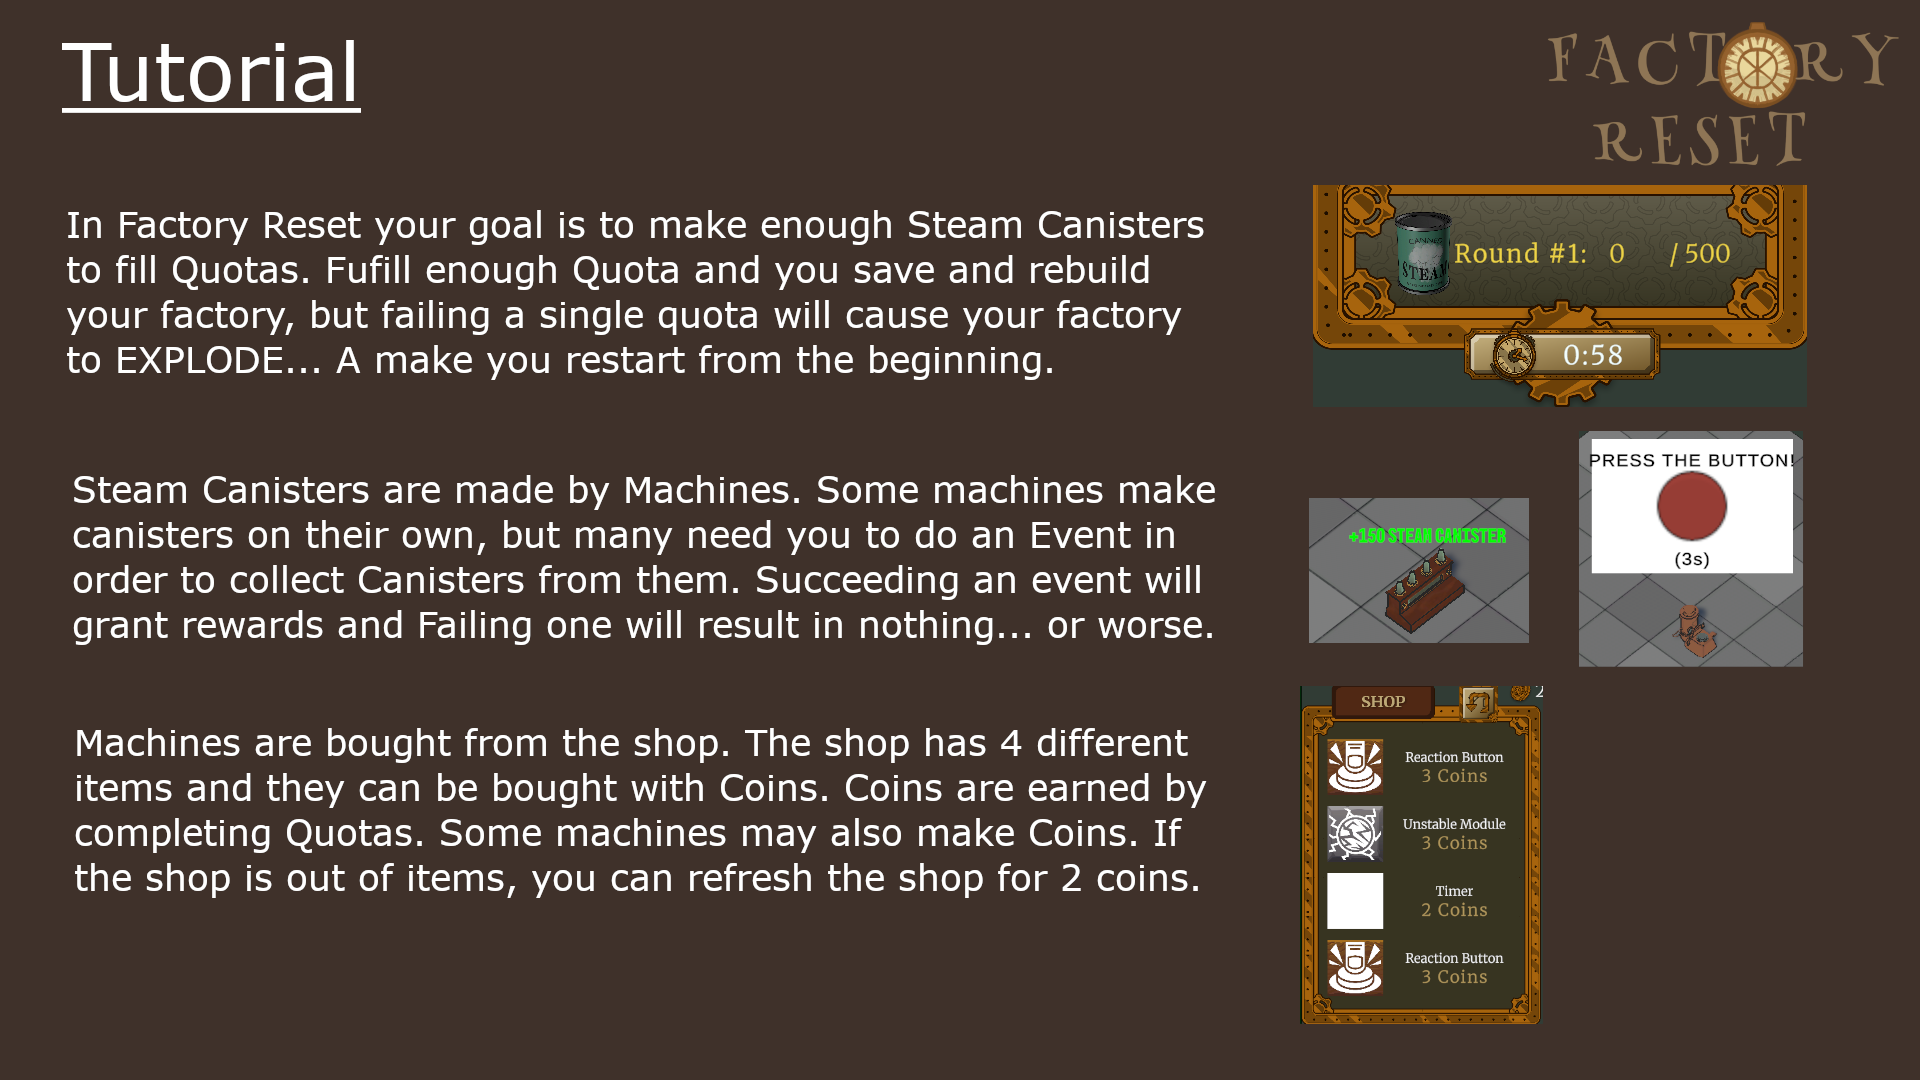 Tutorial
FACTORY
RESET
In Factory Reset your goal is to make enough Steam Canisters
to fill Quotas. Fufill enough Quota and you save and rebuild
your factory, but failing a single quota will cause your factory
to EXPLODE... A make you restart from the beginning.
STEAM
Round #1: 0 / 500
0:58
Steam Canisters are made by Machines. Some machines make
canisters on their own, but many need you to do an Event in
order to collect Canisters from them. Succeeding an event will
grant rewards and Failing one will result in nothing... or worse.
+150 STEAM CANISTER
PRESS THE BUTTON!
(3s)
Machines are bought from the shop. The shop has 4 different
items and they can be bought with Coins. Coins are earned by
completing Quotas. Some machines may also make Coins. If
the shop is out of items, you can refresh the shop for 2 coins.
SHOP
2
Reaction Button
3 Coins
Unstable Module
3 Coins
Timer
2 Coins
Reaction Button
3 Coins